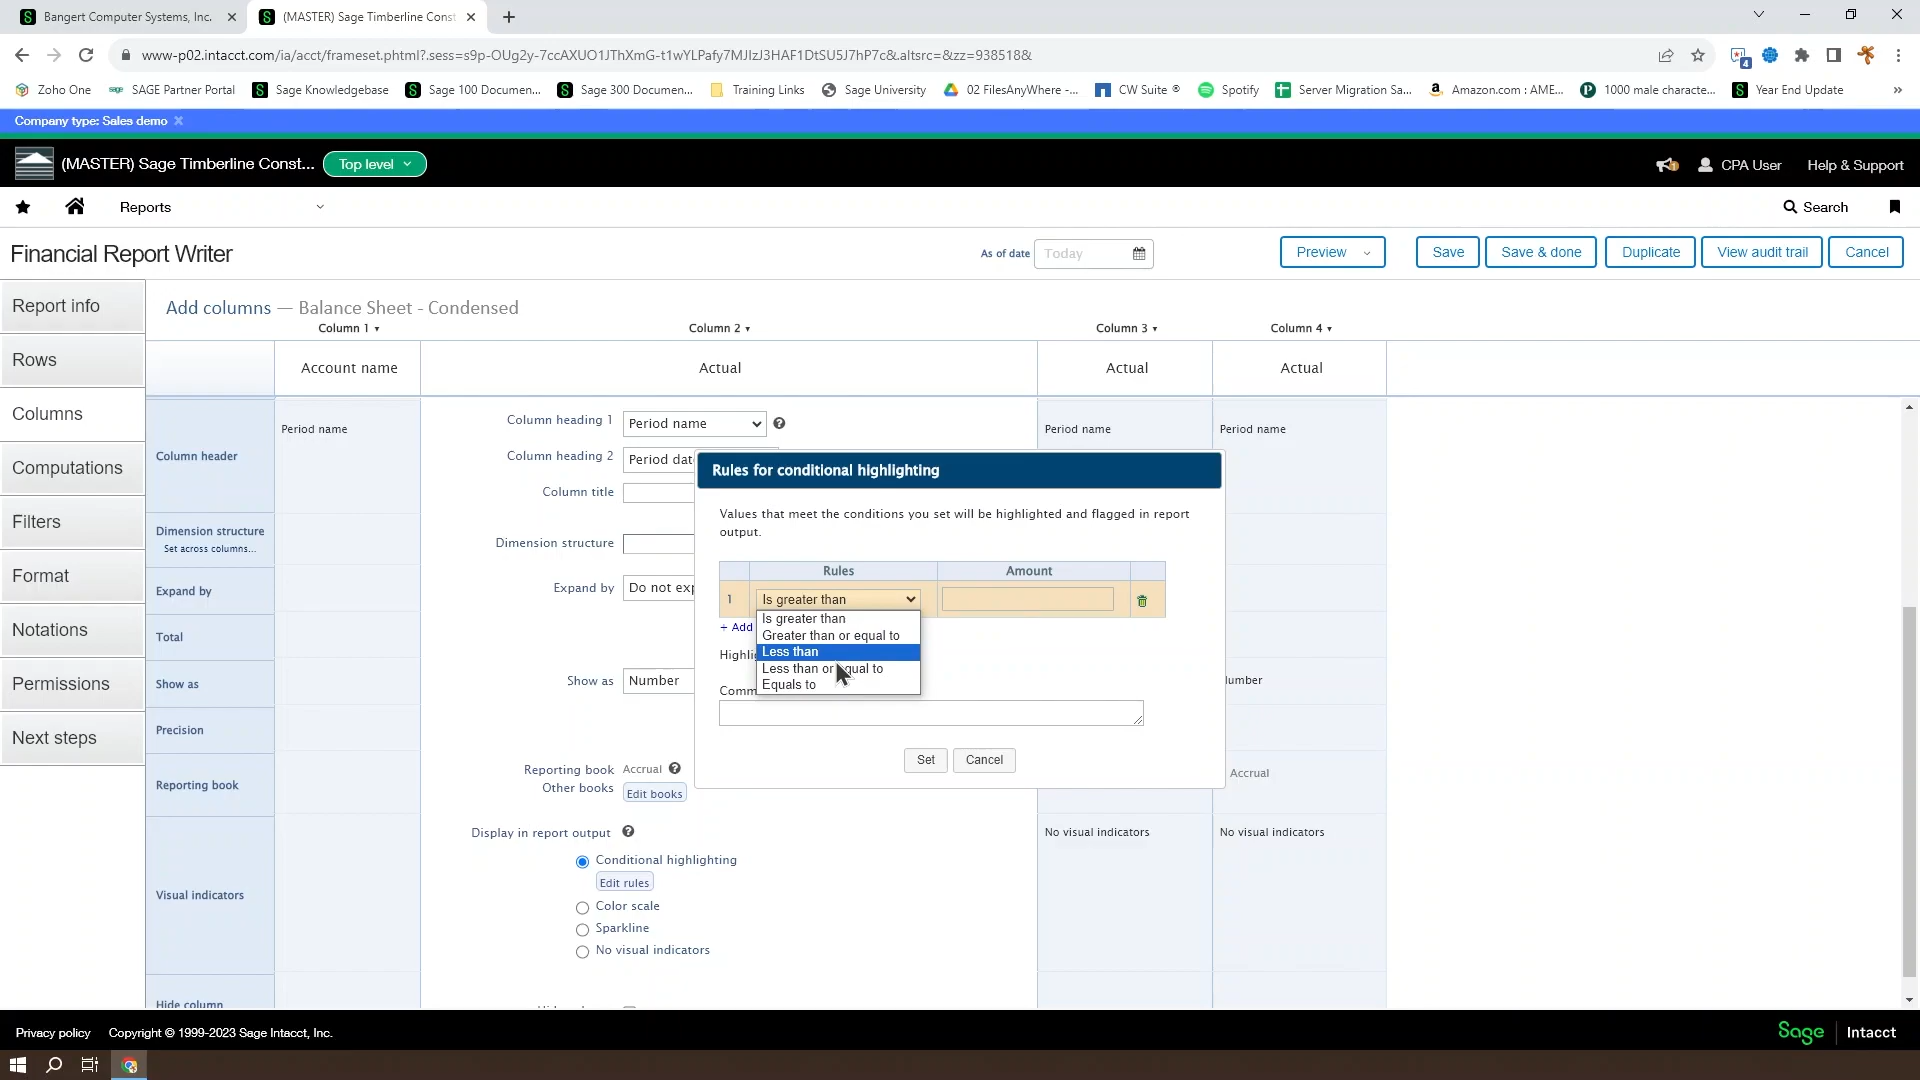 Bangert Computer Systems, Inc.
(MASTER) Sage Timberline Const
www-p02.intacct.com/ia/acct/frameset.phtml?.sess=s9p-OUg2y-7ccAXUO1JThXmG-t1wYLPafy7MJIzJ3HAF1DtSU5J7hP7c&.altsrc=&zz=938518&
4
Zoho One
SAGE Partner Portal
Sage Knowledgebase
Sage 100 Documen...
Sage 300 Documen...
Training Links
Sage University
02 FilesAnyWhere -...
CW Suite ®
Spotify
Server Migration Sa...
Amazon.com : AME...
1000 male characte...
Year End Update
»
Company type: Sales demo
(MASTER) Sage Timberline Const...
Top level
1
CPA User
Help & Support
Reports
Search
Financial Report Writer
As of date
Today
Preview
Save
Save & done
Duplicate
View audit trail
Cancel
Report info
Rows
Columns
Computations
Filters
Format
Notations
Permissions
Next steps
Add columns — Balance Sheet - Condensed
Column 1
Column 2
Column 3
Column 4
Account name
Actual
Actual
Actual
Column header
Period name
Column heading 1
Period name
Period name
Period name
Column heading 2
Period dat
Column title
Dimension structure
Set across columns...
Dimension structure
Expand by
Expand by
Do not exp
Total
Show as
Show as
Number
umber
Precision
Reporting book
Reporting book
Accrual
Other books
Edit books
Accrual
Visual indicators
Display in report output
Conditional highlighting
Edit rules
Color scale
Sparkline
No visual indicators
No visual indicators
No visual indicators
Hide column
Rules for conditional highlighting
Values that meet the conditions you set will be highlighted and flagged in report
output.
Rules
Amount
1
Is greater than
Is greater than
Greater than or equal to
Less than
Less than or equal to
Equals to
+ Add
Highli
Comm
Set
Cancel
Privacy policy
Copyright © 1999-2023 Sage Intacct, Inc.
Sage
Intacct